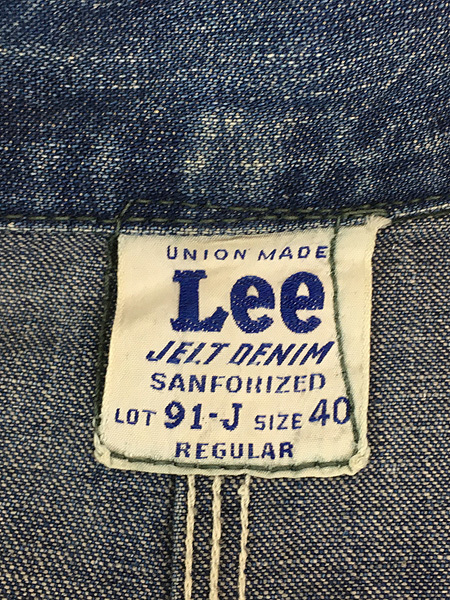 UNION MADE
Lee
JELT DENIM
SANFORIZED
LOT 91-J SIZE 40
REGULAR